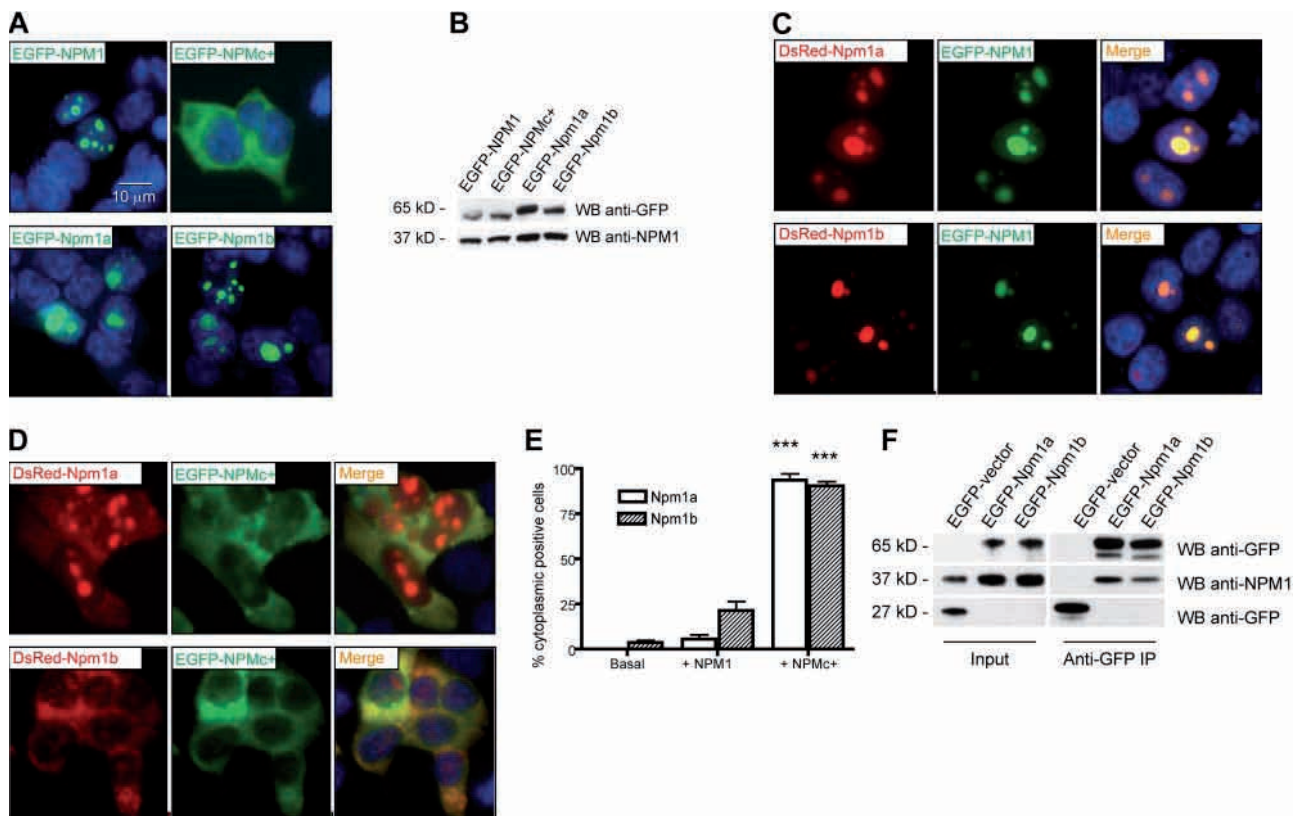 A
EGFP-NPM1
EGFP-NPMc+
10 μm
EGFP-Npm1a
EGFP-Npm1b
B
EGFP-NPM1
EGFP-NPMc+
EGFP-Npm1a
EGFP-Npm1b
65 kD -
WB anti-GFP
37 kD -
WB anti-NPM1
C
DsRed-Npm1a
EGFP-NPM1
Merge
DsRed-Npm1b
EGFP-NPM1
Merge
D
DsRed-Npm1a
EGFP-NPMc+
Merge
DsRed-Npm1b
EGFP-NPMc+
Merge
E
% cytoplasmic positive cells
100
75
50
25
0
Npm1a
Npm1b
***
***
Basal
+ NPM1
+ NPMc+
F
EGFP-vector
EGFP-Npm1a
EGFP-Npm1b
EGFP-vector
EGFP-Npm1a
EGFP-Npm1b
65 kD -
WB anti-GFP
37 kD -
WB anti-NPM1
27 kD -
WB anti-GFP
Input
Anti-GFP IP